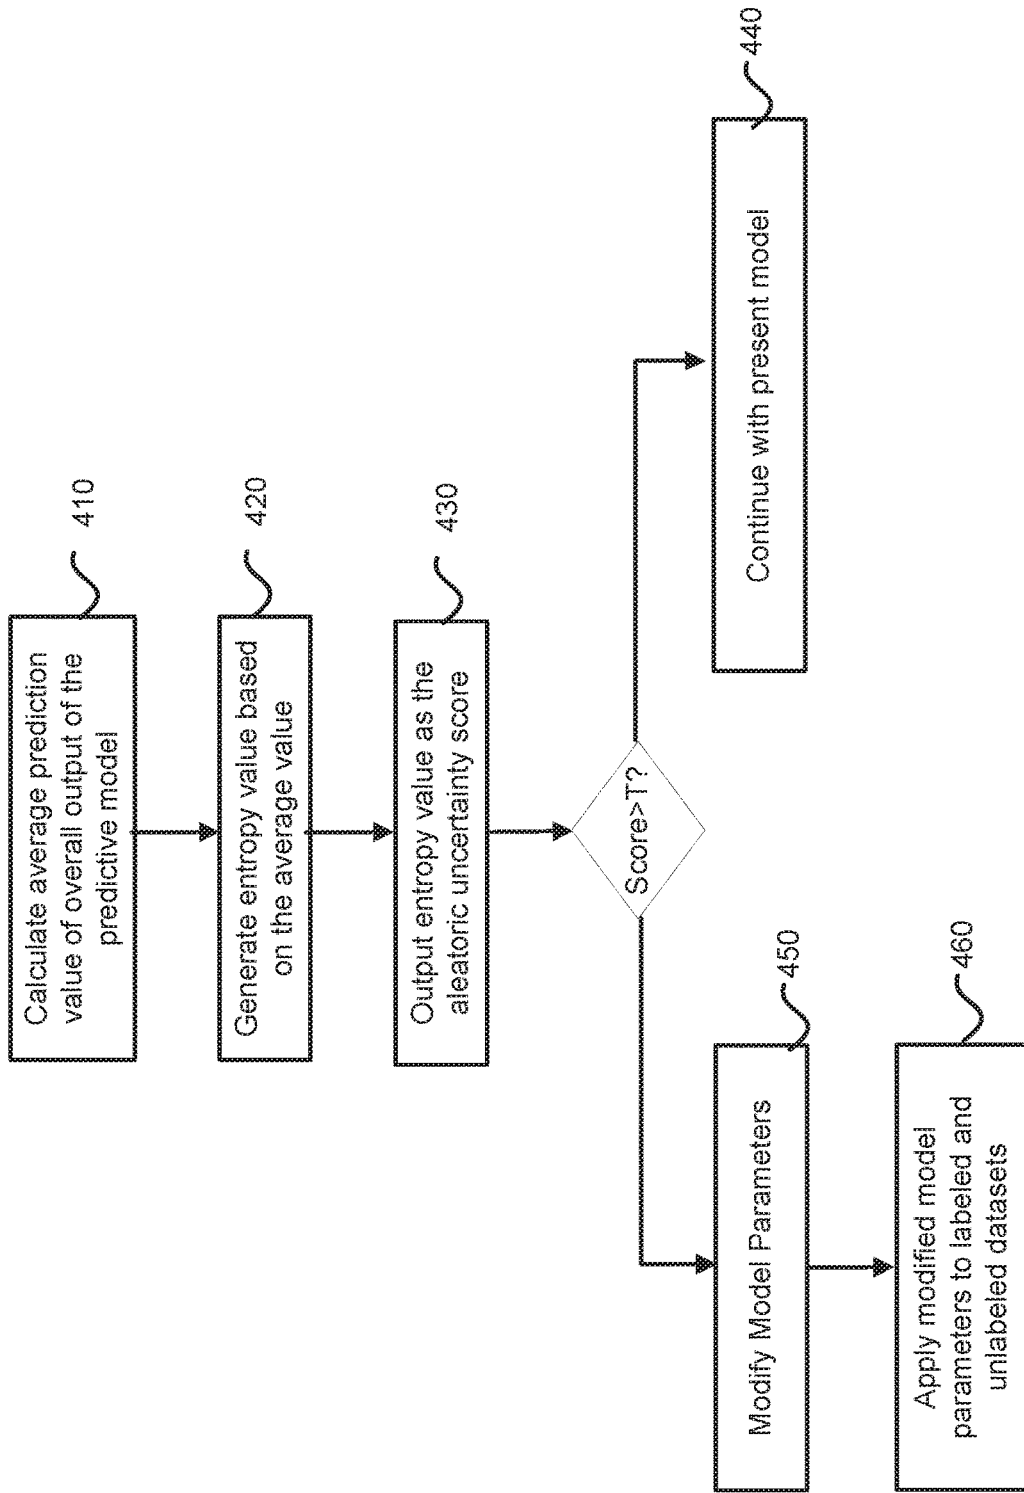 Calculate average prediction
value of overall output of the
predictive model
410
Generate entropy value based
on the average value
420
Output entropy value as the
aleatoric uncertainty score
430
Score>T?
Continue with present model
440
Modify Model Parameters
450
Apply modified model
parameters to labeled and
unlabeled datasets
460